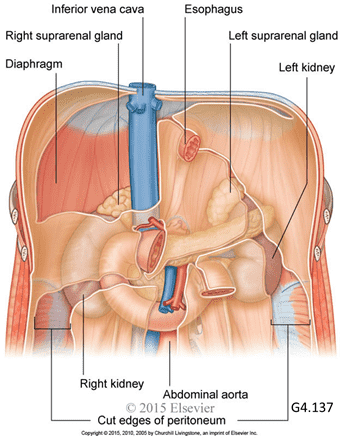 Inferior vena cava
Esophagus
Right suprarenal gland
Left suprarenal gland
Diaphragm
Left kidney
Right kidney
Abdominal aorta
© 2015 Elsevier
G4.137
Cut edges of peritoneum
Copyright © 2015, 2010, 2005 by Churchill Livingstone, an imprint of Elsevier Inc.